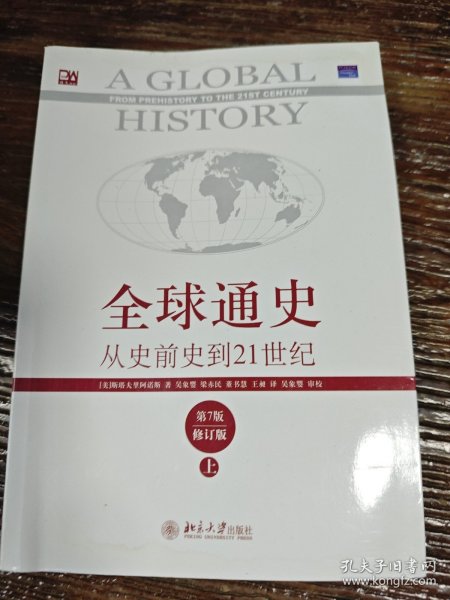 A GLOBAL
FROM PREHISTORY TO THE 21ST CENTURY
HISTORY
全球通史
从史前史到21世纪
[美]斯塔夫里阿诺斯 著 吴象婴 梁赤民 董书慧 王昶 译 吴象婴 审校
第7版
修订版
上
北京大学出版社
PEKING UNIVERSITY PRESS
孔夫子旧书网
www.kongfz.com